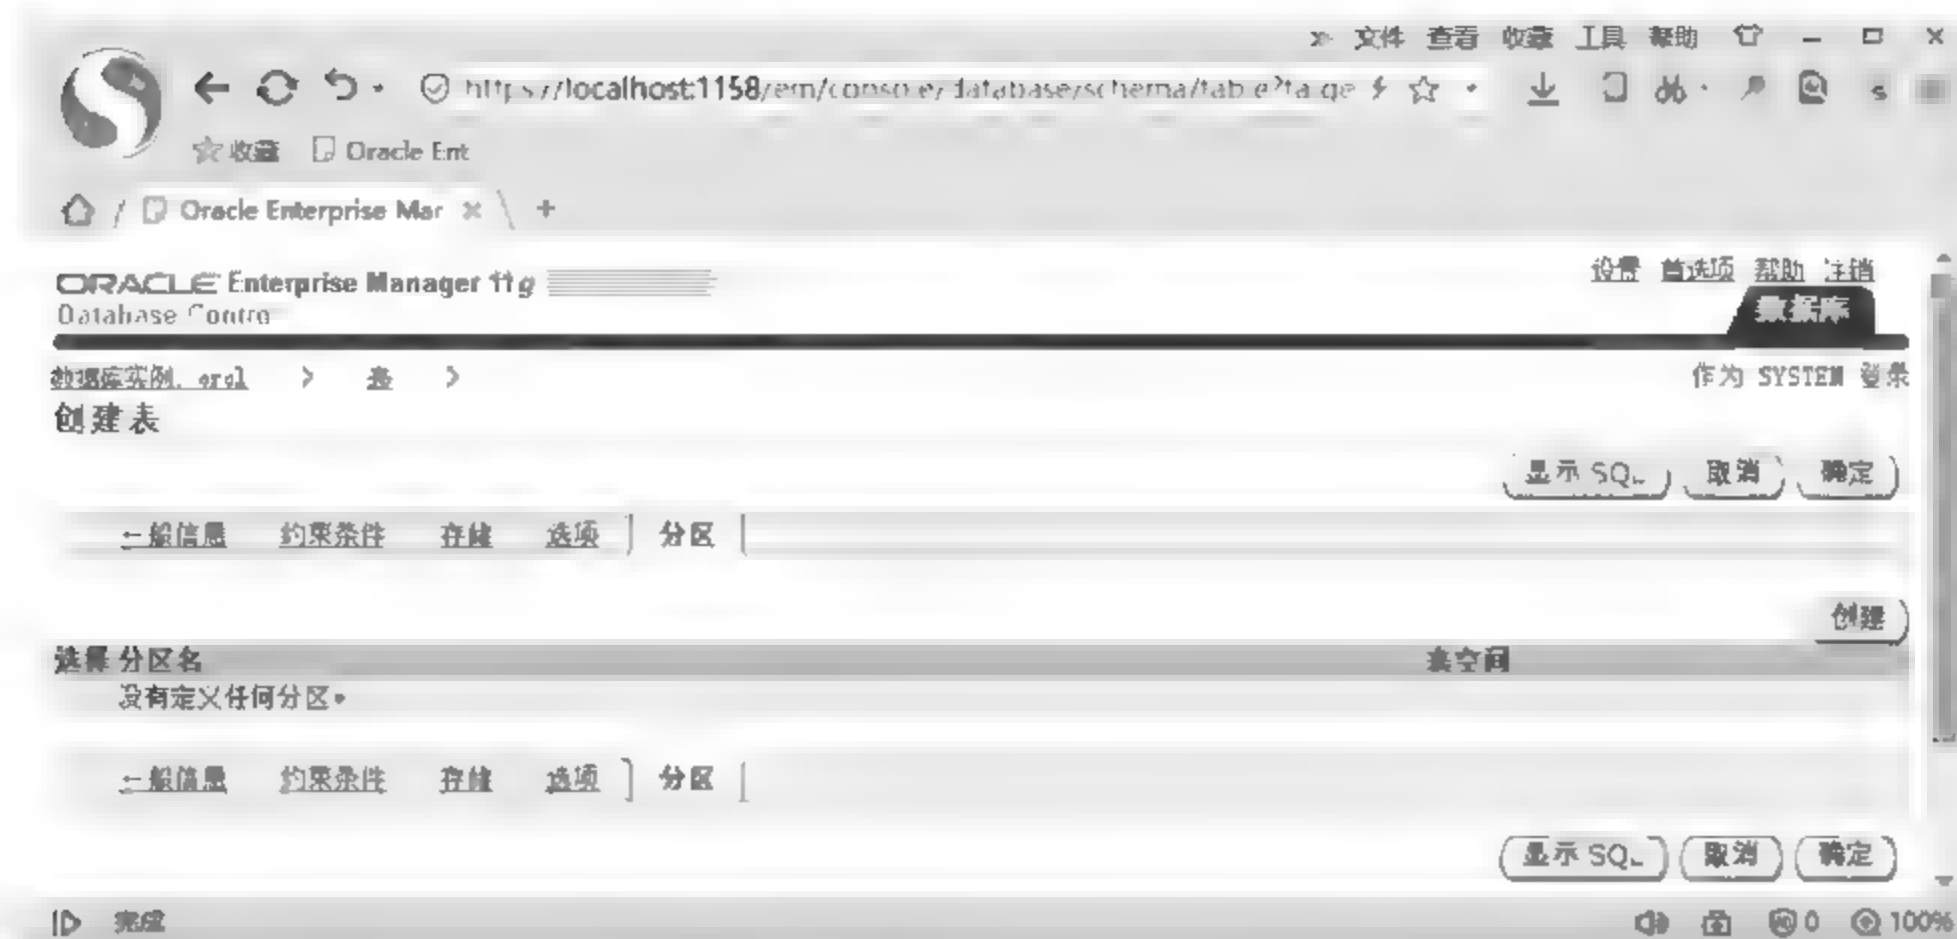 文件 查看 收藏 工具 帮助
https://localhost:1158/em/console/database/schema/table?targe
收藏 Oracle Ent
Oracle Enterprise Mar
设置 首选项 帮助 注销
ORACLE Enterprise Manager 11g
Database Contro
数据库
数据库实例: orcl > 表 >
作为 SYSTEM 登录
创建表
显示 SQL 取消 确定
一般信息 约束条件 存储 选项 分区
创建
选择 分区名 表空间
没有定义任何分区。
一般信息 约束条件 存储 选项 分区
显示 SQL 取消 确定
完成 0 100%